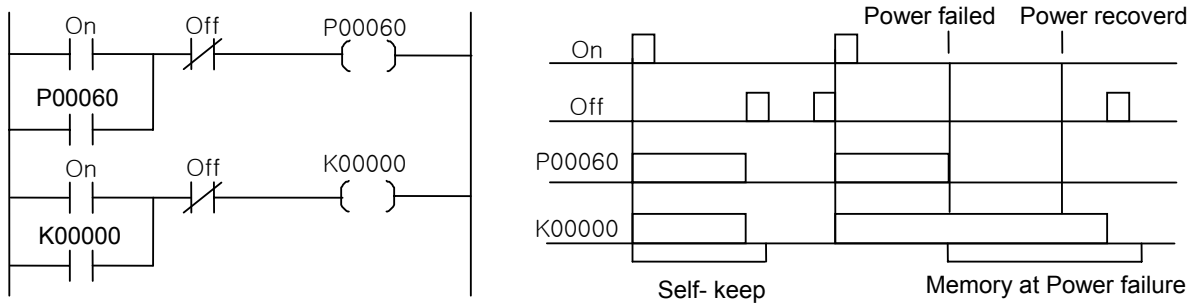 On Off P00060
P00060
On Off K00000
K00000
Power failed Power recoverd
On
Off
P00060
K00000
Self- keep Memory at Power failure